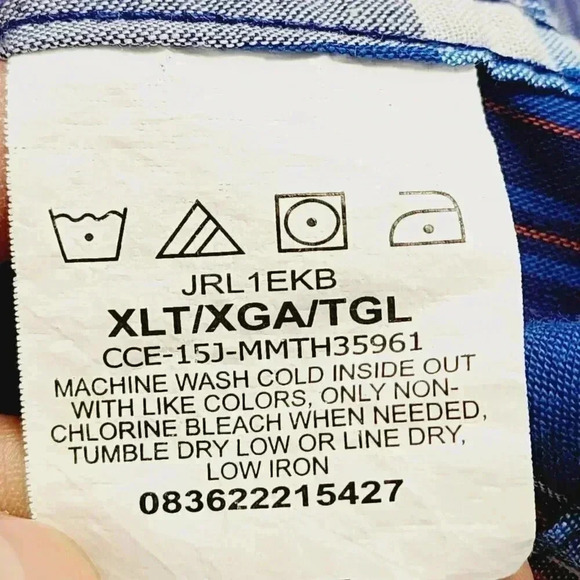 JRL1EKB
XLT/XGA/TGL
CCE-15J-MMTH35961
MACHINE WASH COLD INSIDE OUT
WITH LIKE COLORS, ONLY NON-
CHLORINE BLEACH WHEN NEEDED,
TUMBLE DRY LOW OR LINE DRY,
LOW IRON
083622215427